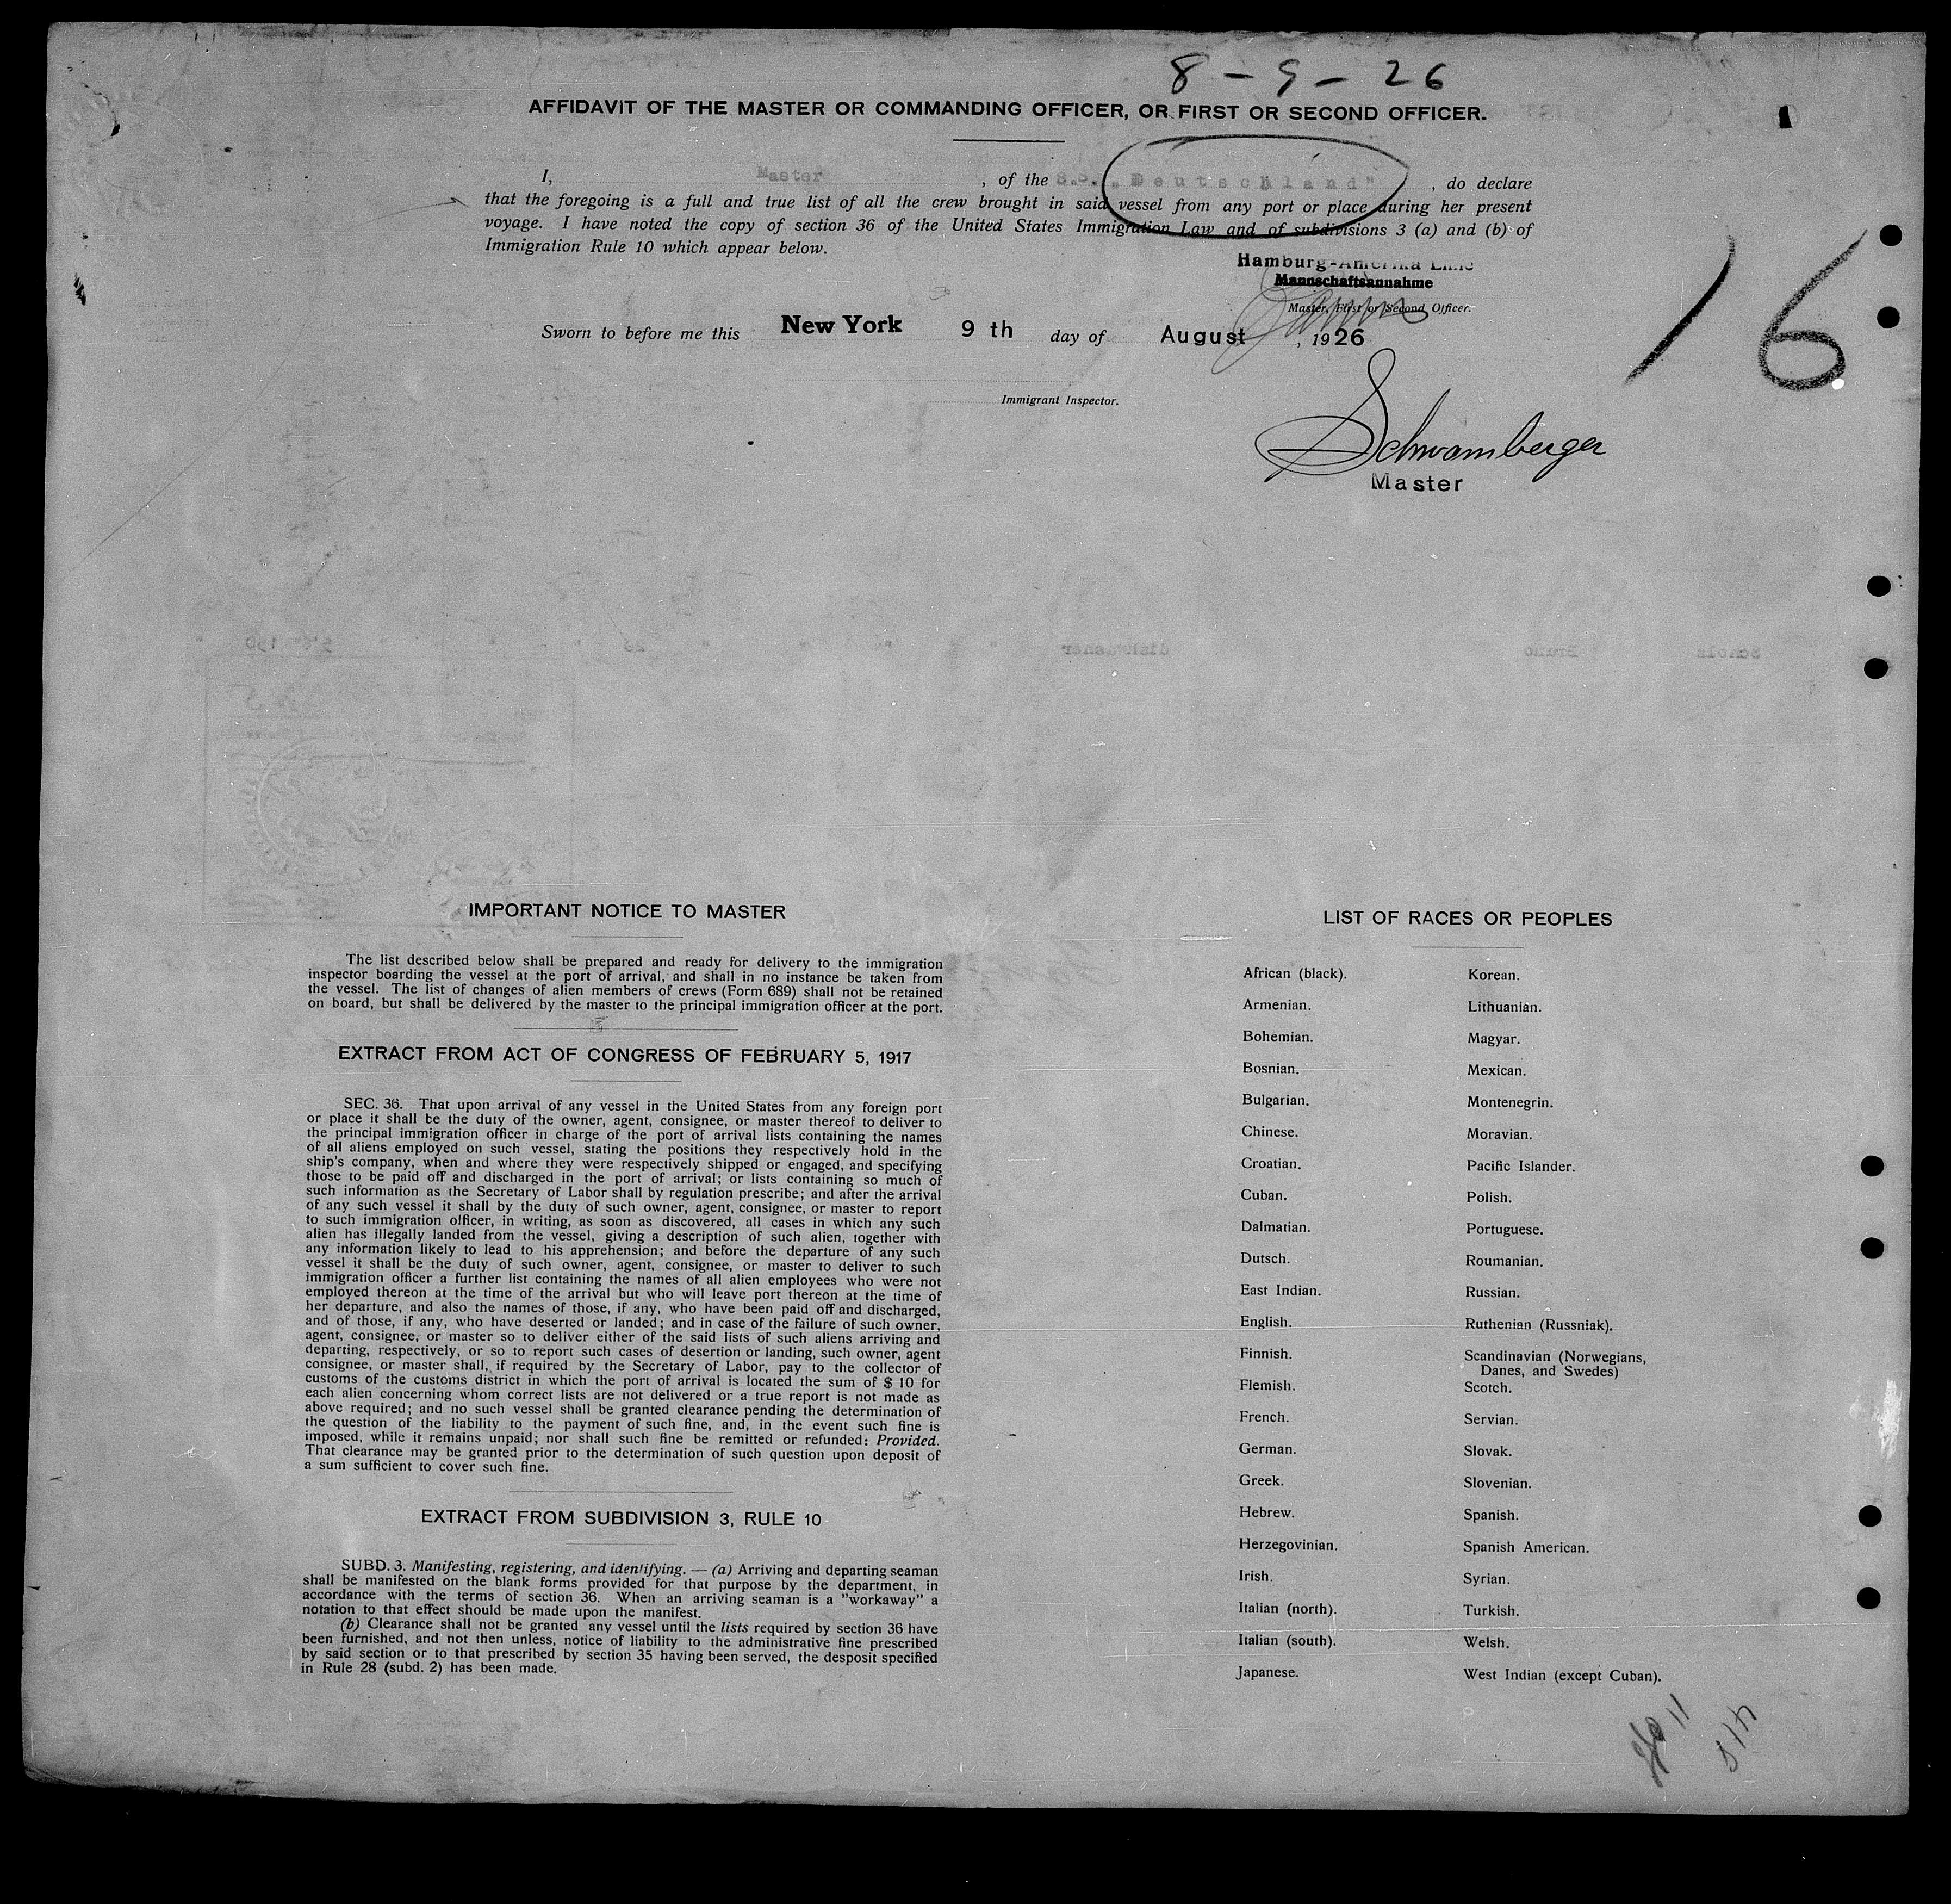 8-9-26
AFFIDAVIT OF THE MASTER OR COMMANDING OFFICER, OR FIRST OR SECOND OFFICER.
I, Master, of the S.S. „Deutschland", do declare
that the foregoing is a full and true list of all the crew brought in said vessel from any port or place during her present
voyage. I have noted the copy of section 36 of the United States Immigration Law and of subdivisions 3 (a) and (b) of
Immigration Rule 10 which appear below.
Hamburg-Amerika Linie
Mannschaftsannahme
Master, First or Second Officer.
Sworn to before me this New York 9 th day of August, 1926
16
Immigrant Inspector.
Schwamberger
Master
IMPORTANT NOTICE TO MASTER
The list described below shall be prepared and ready for delivery to the immigration
inspector boarding the vessel at the port of arrival, and shall in no instance be taken from
the vessel. The list of changes of alien members of crews (Form 689) shall not be retained
on board, but shall be delivered by the master to the principal immigration officer at the port.
EXTRACT FROM ACT OF CONGRESS OF FEBRUARY 5, 1917
SEC. 36. That upon arrival of any vessel in the United States from any foreign port
or place it shall be the duty of the owner, agent, consignee, or master thereof to deliver to
the principal immigration officer in charge of the port of arrival lists containing the names
of all aliens employed on such vessel, stating the positions they respectively hold in the
ship's company, when and where they were respectively shipped or engaged, and specifying
those to be paid off and discharged in the port of arrival; or lists containing so much of
such information as the Secretary of Labor shall by regulation prescribe; and after the arrival
of any such vessel it shall by the duty of such owner, agent, consignee, or master to report
to such immigration officer, in writing, as soon as discovered, all cases in which any such
alien has illegally landed from the vessel, giving a description of such alien, together with
any information likely to lead to his apprehension; and before the departure of any such
vessel it shall be the duty of such owner, agent, consignee, or master to deliver to such
immigration officer a further list containing the names of all alien employees who were not
employed thereon at the time of the arrival but who will leave port thereon at the time of
her departure, and also the names of those, if any, who have been paid off and discharged,
and of those, if any, who have deserted or landed; and in case of the failure of such owner,
agent, consignee, or master so to deliver either of the said lists of such aliens arriving and
departing, respectively, or so to report such cases of desertion or landing, such owner, agent
consignee, or master shall, if required by the Secretary of Labor, pay to the collector of
customs of the customs district in which the port of arrival is located the sum of $ 10 for
each alien concerning whom correct lists are not delivered or a true report is not made as
above required; and no such vessel shall be granted clearance pending the determination of
the question of the liability to the payment of such fine, and, in the event such fine is
imposed, while it remains unpaid; nor shall such fine be remitted or refunded: Provided.
That clearance may be granted prior to the determination of such question upon deposit of
a sum sufficient to cover such fine.
EXTRACT FROM SUBDIVISION 3, RULE 10
SUBD. 3. Manifesting, registering, and identifying. — (a) Arriving and departing seaman
shall be manifested on the blank forms provided for that purpose by the department, in
accordance with the terms of section 36. When an arriving seaman is a "workaway" a
notation to that effect should be made upon the manifest.
(b) Clearance shall not be granted any vessel until the lists required by section 36 have
been furnished, and not then unless, notice of liability to the administrative fine prescribed
by said section or to that prescribed by section 35 having been served, the desposit specified
in Rule 28 (subd. 2) has been made.
LIST OF RACES OR PEOPLES
African (black).
Armenian.
Bohemian.
Bosnian.
Bulgarian.
Chinese.
Croatian.
Cuban.
Dalmatian.
Dutsch.
East Indian.
English.
Finnish.
Flemish.
French.
German.
Greek.
Hebrew.
Herzegovinian.
Irish.
Italian (north).
Italian (south).
Japanese.
Korean.
Lithuanian.
Magyar.
Mexican.
Montenegrin.
Moravian.
Pacific Islander.
Polish.
Portuguese.
Roumanian.
Russian.
Ruthenian (Russniak).
Scandinavian (Norwegians,
Danes, and Swedes)
Scotch.
Servian.
Slovak.
Slovenian.
Spanish.
Spanish American.
Syrian.
Turkish.
Welsh.
West Indian (except Cuban).